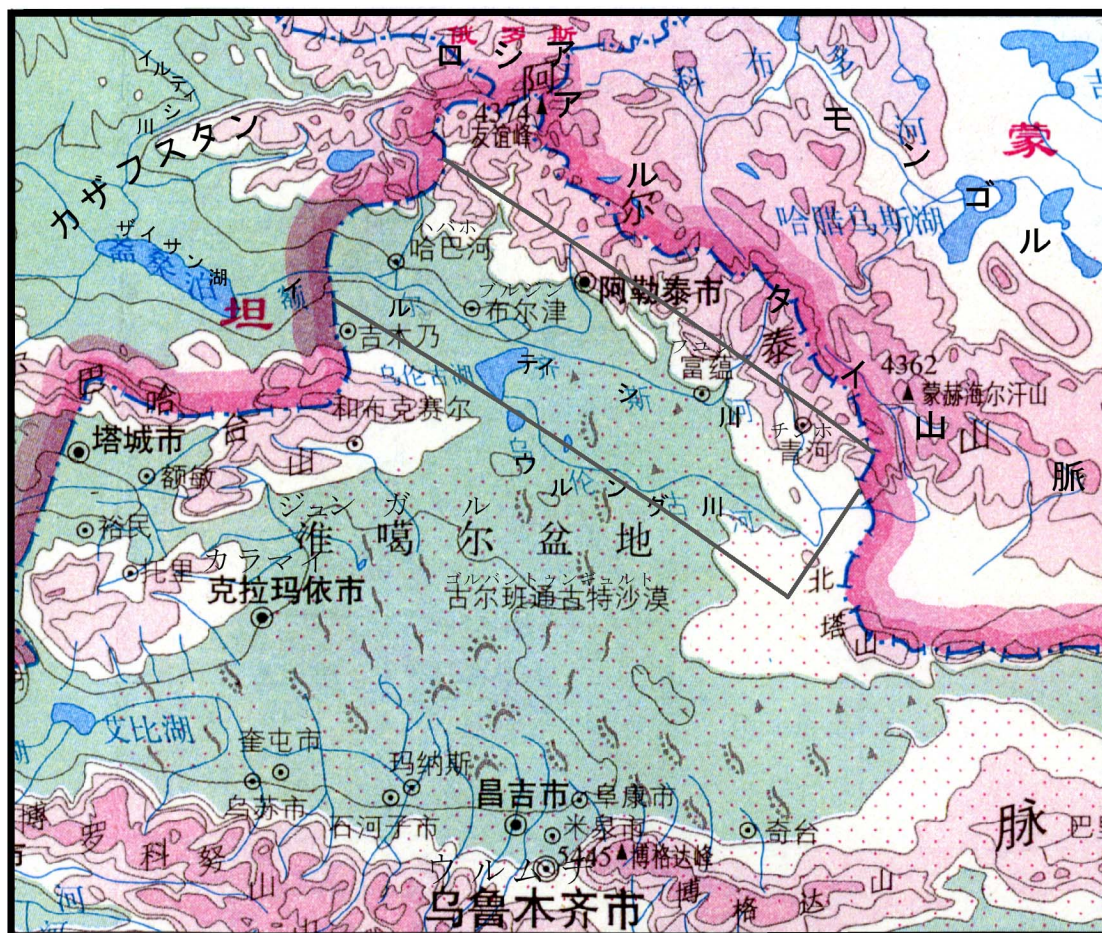 俄罗斯
ロシア
阿
ア
4374
友谊峰
イルティシ川
カザフスタン
科布多河
モンゴル
蒙
ル
尔
哈腊乌斯湖
ザイサン湖
斋桑泊
坦
ハバホ
哈巴河
ブルジン
布尔津
阿勒泰市
吉木乃
额尔齐斯河
イルティシ川
乌伦古湖
タイ
泰
フユン
富蕴
4362
蒙赫海尔汗山
チンホ
青河
山
山
脈
巴哈台山
和布克赛尔
塔城市
额敏
裕民
ウルングル川
乌伦古河
ジュンガル
准噶尔盆地
托里
カラマイ
克拉玛依市
古尔班通古特沙漠
北塔山
艾比湖
奎屯市
乌苏市
玛纳斯
石河子市
昌吉市
阜康市
米泉市
奇台
5445
博格达峰
ウルムチ
乌鲁木齐市
博罗科努山
博格达山
脉
巴里
河